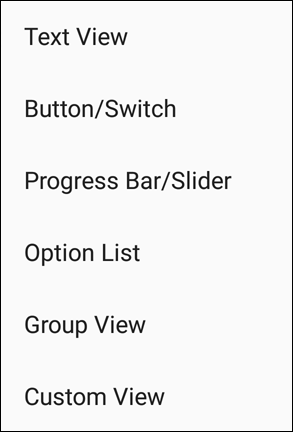 Text View
Button/Switch
Progress Bar/Slider
Option List
Group View
Custom View